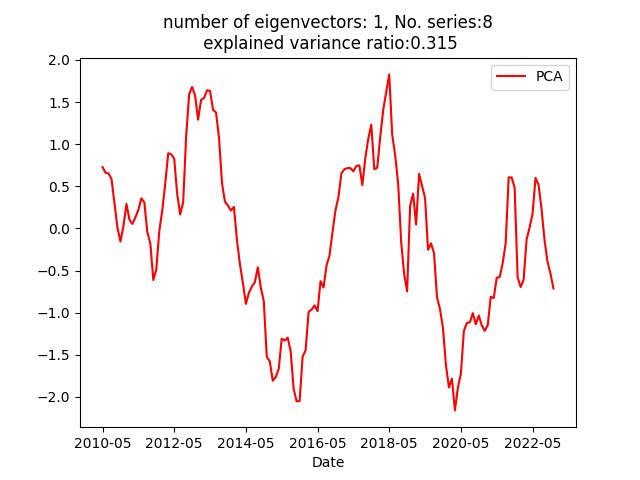 number of eigenvectors: 1, No. series:8
explained variance ratio:0.315
PCA
2.0
1.5
1.0
0.5
0.0
−0.5
−1.0
−1.5
−2.0
2010-05 2012-05 2014-05 2016-05 2018-05 2020-05 2022-05
Date